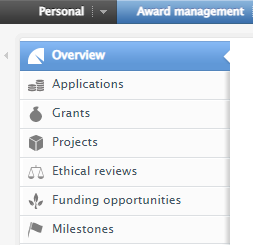 Personal Award management
Overview
Applications
Grants
Projects
Ethical reviews
Funding opportunities
Milestones